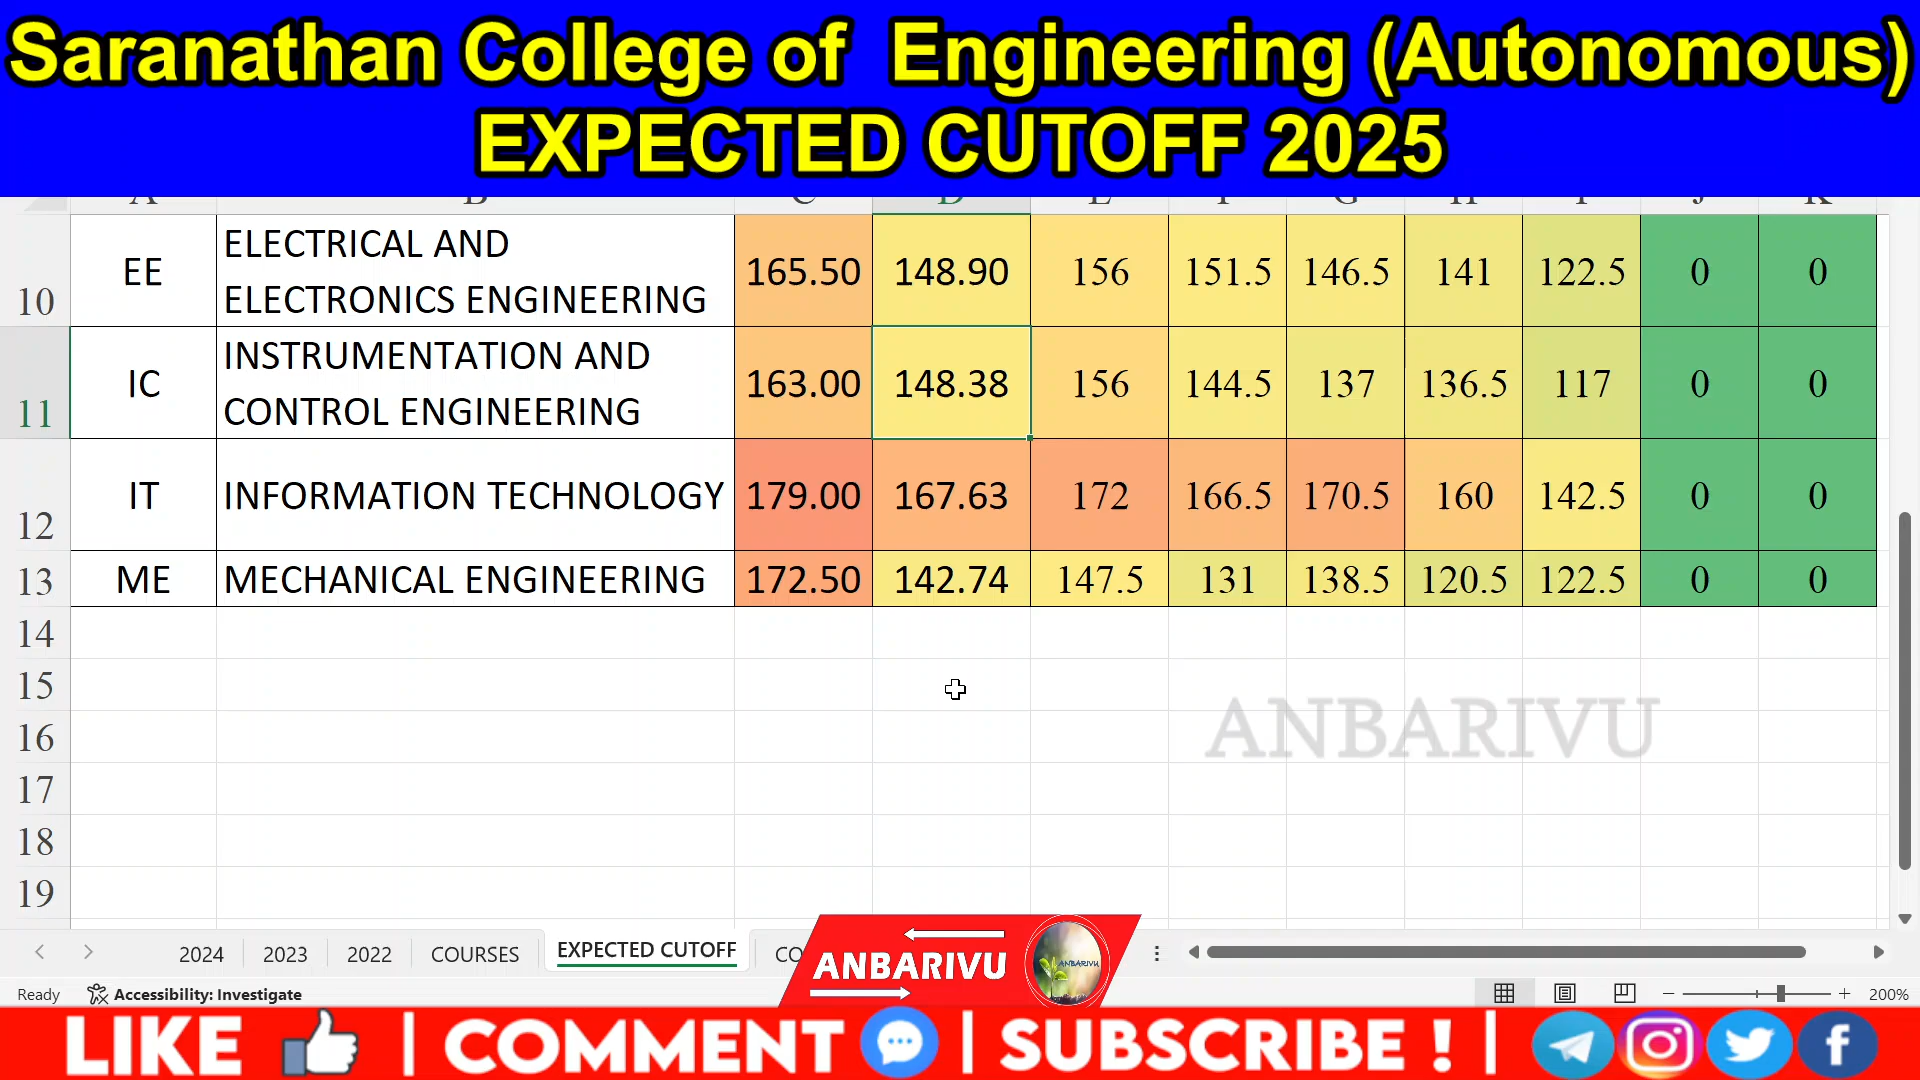 Saranathan College of Engineering (Autonomous)
EXPECTED CUTOFF 2025
A B C D E F G H I J K
10 EE ELECTRICAL AND ELECTRONICS ENGINEERING 165.50 148.90 156 151.5 146.5 141 122.5 0 0
11 IC INSTRUMENTATION AND CONTROL ENGINEERING 163.00 148.38 156 144.5 137 136.5 117 0 0
12 IT INFORMATION TECHNOLOGY 179.00 167.63 172 166.5 170.5 160 142.5 0 0
13 ME MECHANICAL ENGINEERING 172.50 142.74 147.5 131 138.5 120.5 122.5 0 0
14
15
16
ANBARIVU
17
18
19
2024 2023 2022 COURSES EXPECTED CUTOFF CO
ANBARIVU
ANBARIVU
Ready Accessibility: Investigate 200%
LIKE | COMMENT | SUBSCRIBE ! |